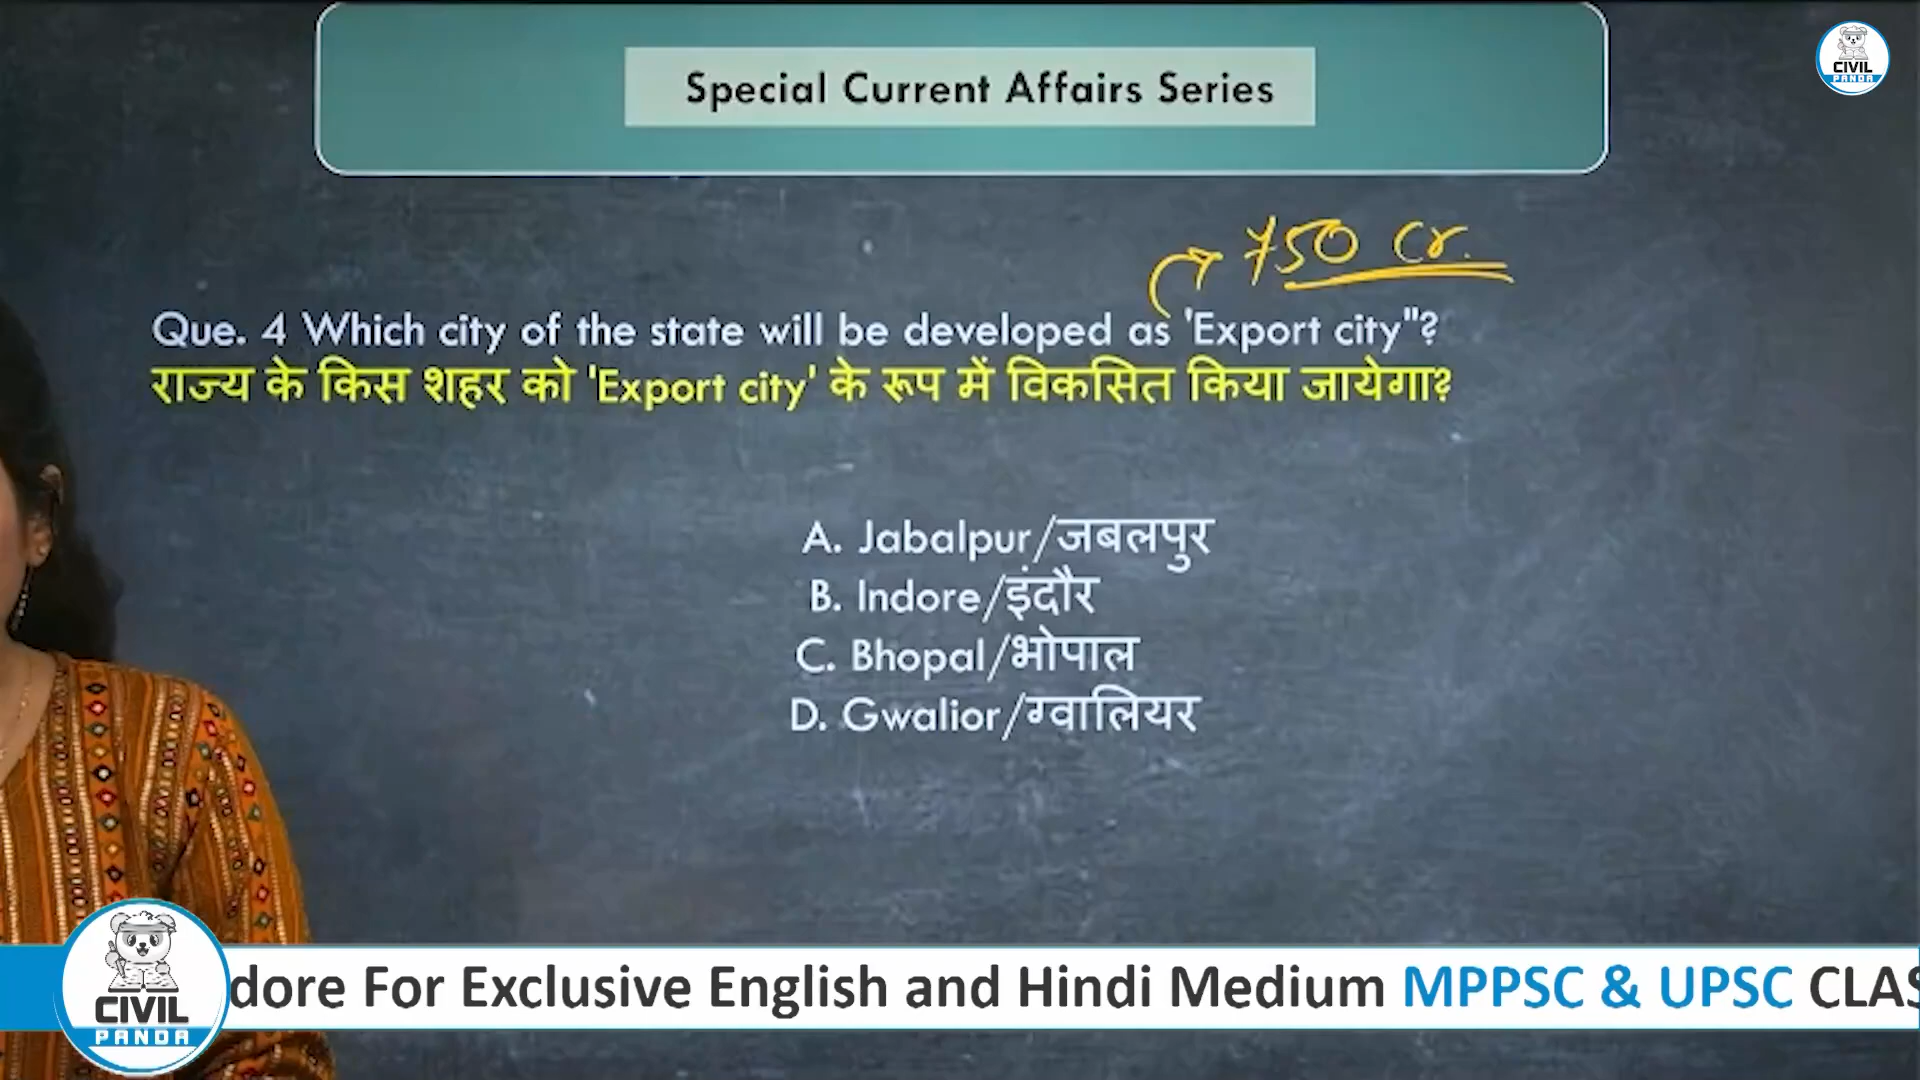 Special Current Affairs Series
CIVIL
PANDA
750 Cr.
Que. 4 Which city of the state will be developed as 'Export city"?
राज्य के किस शहर को 'Export city' के रूप में विकसित किया जायेगा?
A. Jabalpur/जबलपुर
B. Indore/इंदौर
C. Bhopal/भोपाल
D. Gwalior/ग्वालियर
CIVIL
PANDA
dore For Exclusive English and Hindi Medium MPPSC & UPSC CLAS